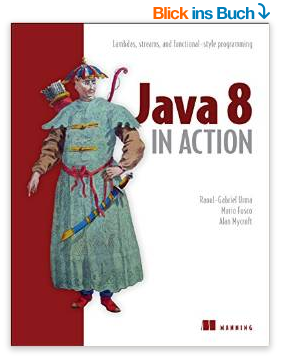 Blick ins Buch
Lambdas, streams, and functional-style programming
Java 8
IN ACTION
Raoul-Gabriel Urma
Mario Fusco
Alan Mycroft
MANNING